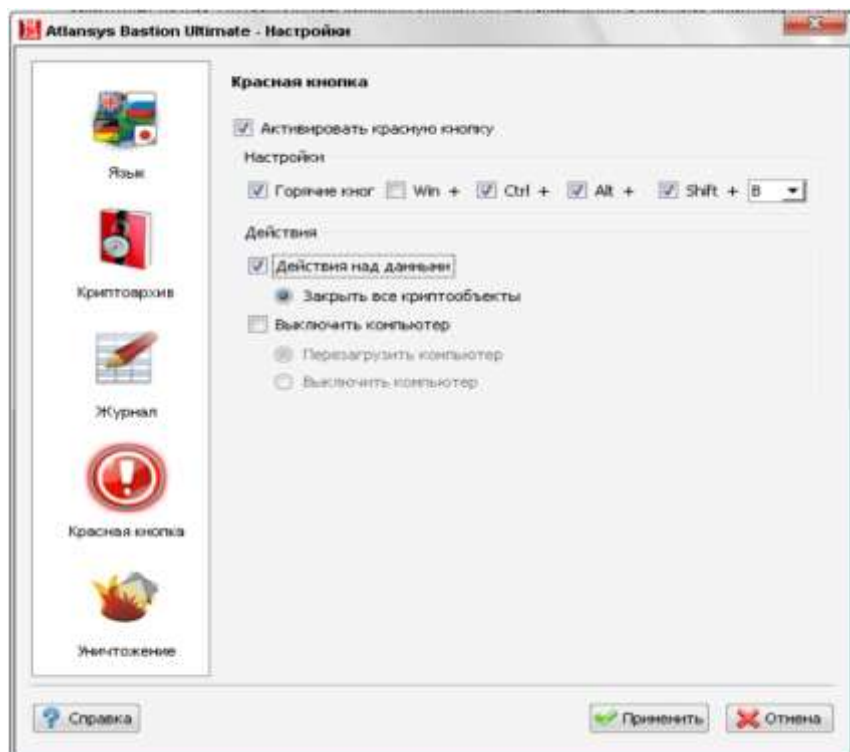 Atlansys Bastion Ultimate - Настройки
Язык
Криптоархив
Журнал
Красная кнопка
Уничтожение
Красная кнопка
Активировать красную кнопку
Настройки
Горячие кног Win + Ctrl + Alt + Shift + B
Действия
Действия над данными
Закрыть все криптообъекты
Выключить компьютер
Перезагрузить компьютер
Выключить компьютер
Справка
Применить
Отмена